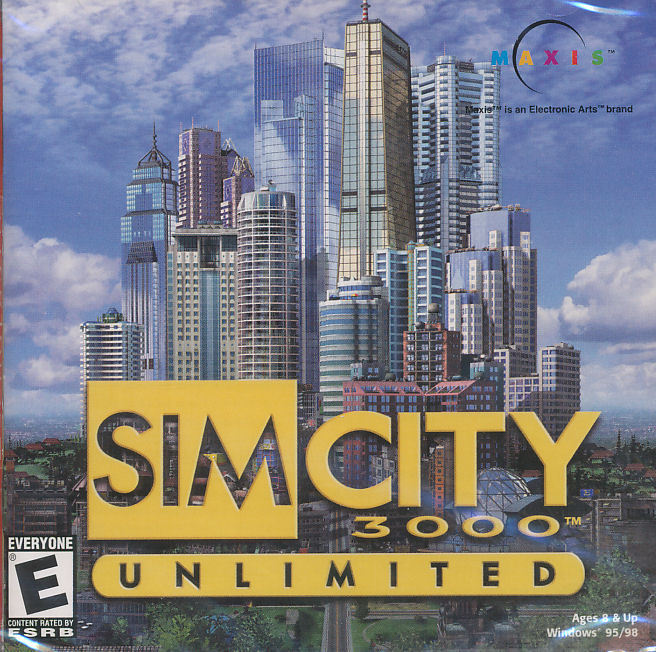 MAXIS™
Maxis™ is an Electronic Arts™ brand
SIMCITY
3000™
UNLIMITED
EVERYONE
E®
CONTENT RATED BY
ESRB
Ages 8 & Up
Windows® 95/98